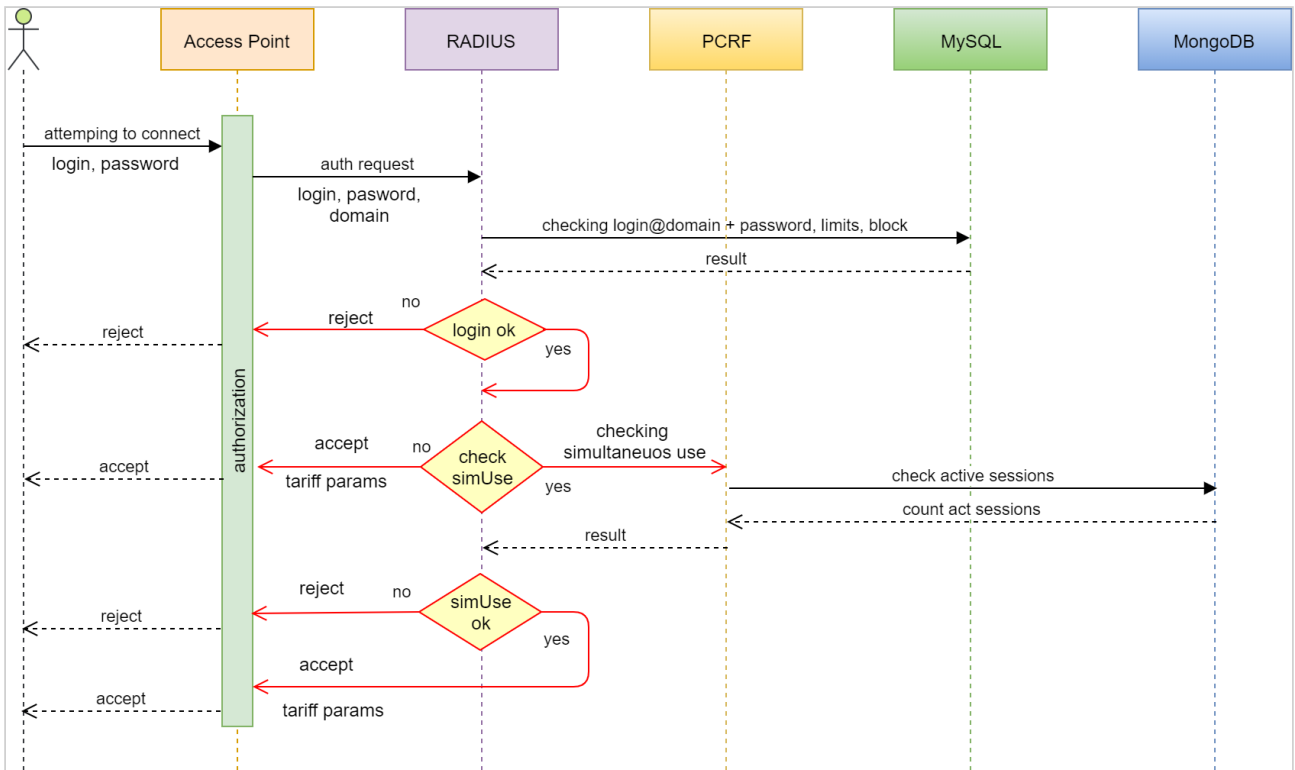 Access Point
RADIUS
PCRF
MySQL
MongoDB
attemping to connect
login, password
auth request
login, pasword,
domain
checking login@domain + password, limits, block
result
no
reject
login ok
yes
reject
authorization
accept
no
check
simUse
checking
simultaneuos use
accept
tariff params
yes
check active sessions
count act sessions
result
reject
no
simUse
ok
reject
yes
accept
accept
tariff params